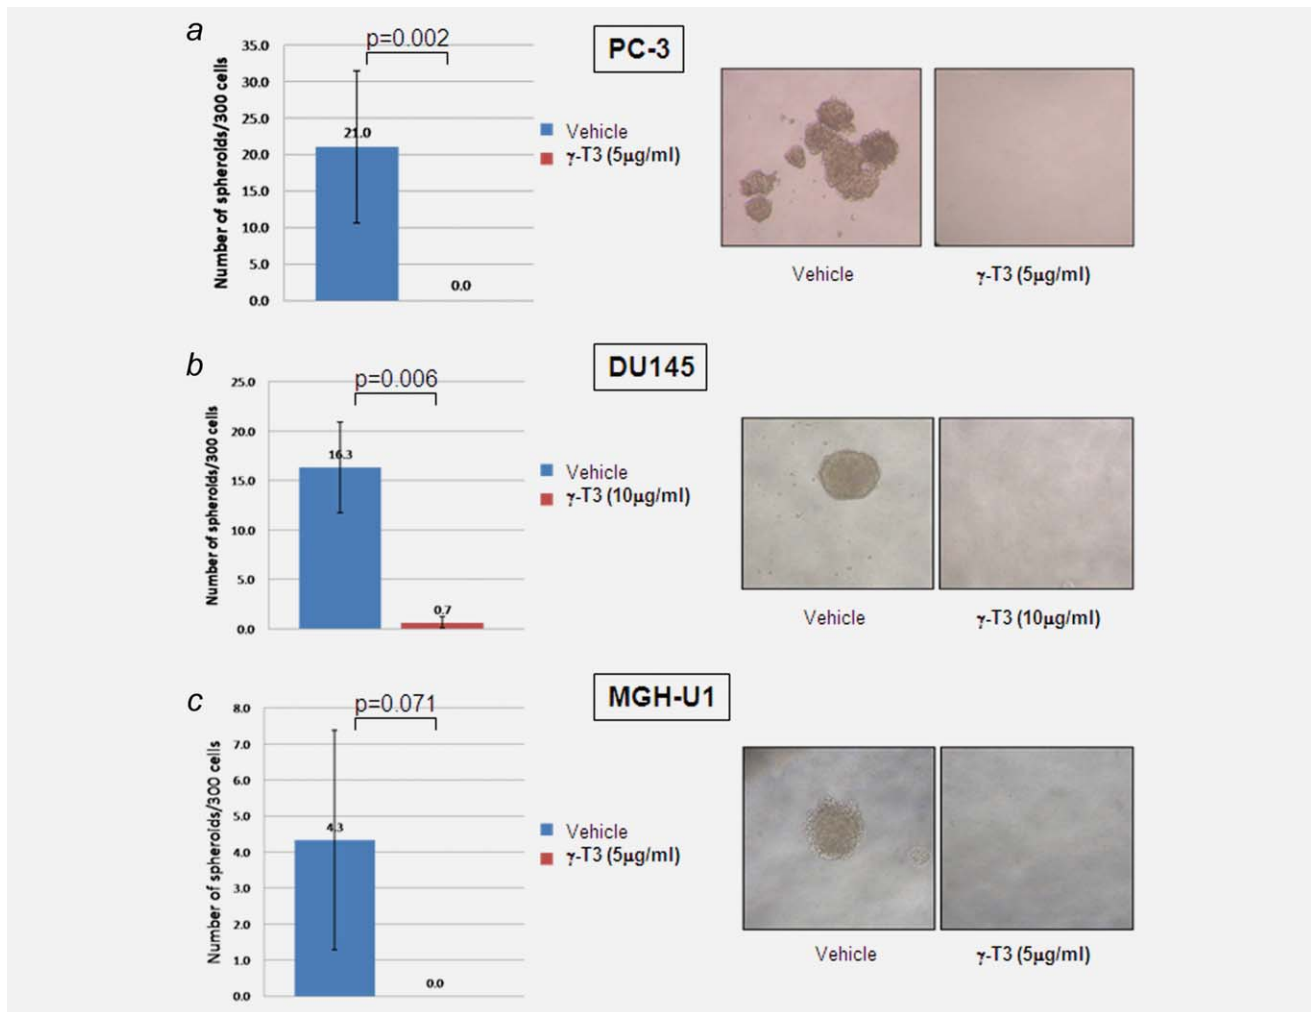 a
p=0.002
PC-3
Number of spheroids/300 cells
35.0
30.0
25.0
20.0
15.0
10.0
5.0
0.0
21.0
0.0
Vehicle
γ-T3 (5μg/ml)
Vehicle
γ-T3 (5μg/ml)
b
p=0.006
DU145
Number of spheroids/300 cells
25.0
20.0
15.0
10.0
5.0
0.0
16.3
0.7
Vehicle
γ-T3 (10μg/ml)
Vehicle
γ-T3 (10μg/ml)
c
p=0.071
MGH-U1
Number of spheroids/300 cells
8.0
7.0
6.0
5.0
4.0
3.0
2.0
1.0
0.0
4.3
0.0
Vehicle
γ-T3 (5μg/ml)
Vehicle
γ-T3 (5μg/ml)